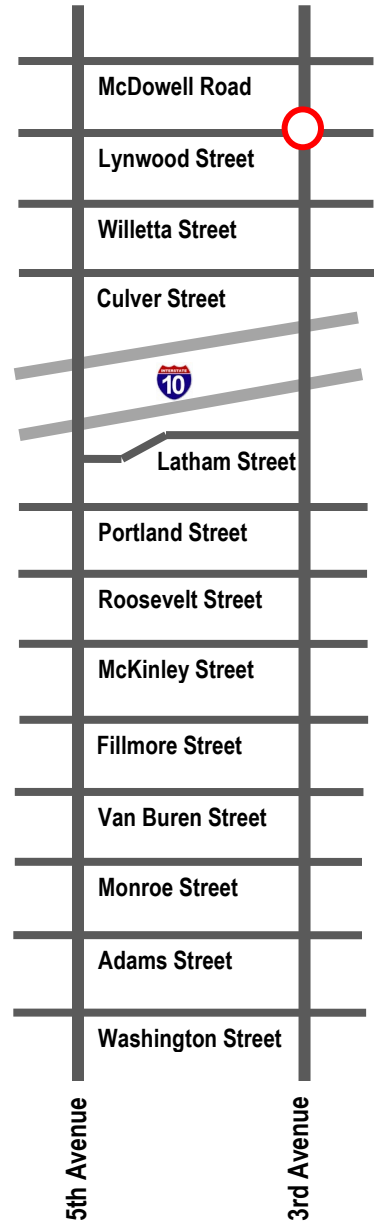 McDowell Road
Lynwood Street
Willetta Street
Culver Street
INTERSTATE
10
Latham Street
Portland Street
Roosevelt Street
McKinley Street
Fillmore Street
Van Buren Street
Monroe Street
Adams Street
Washington Street
5th Avenue
3rd Avenue